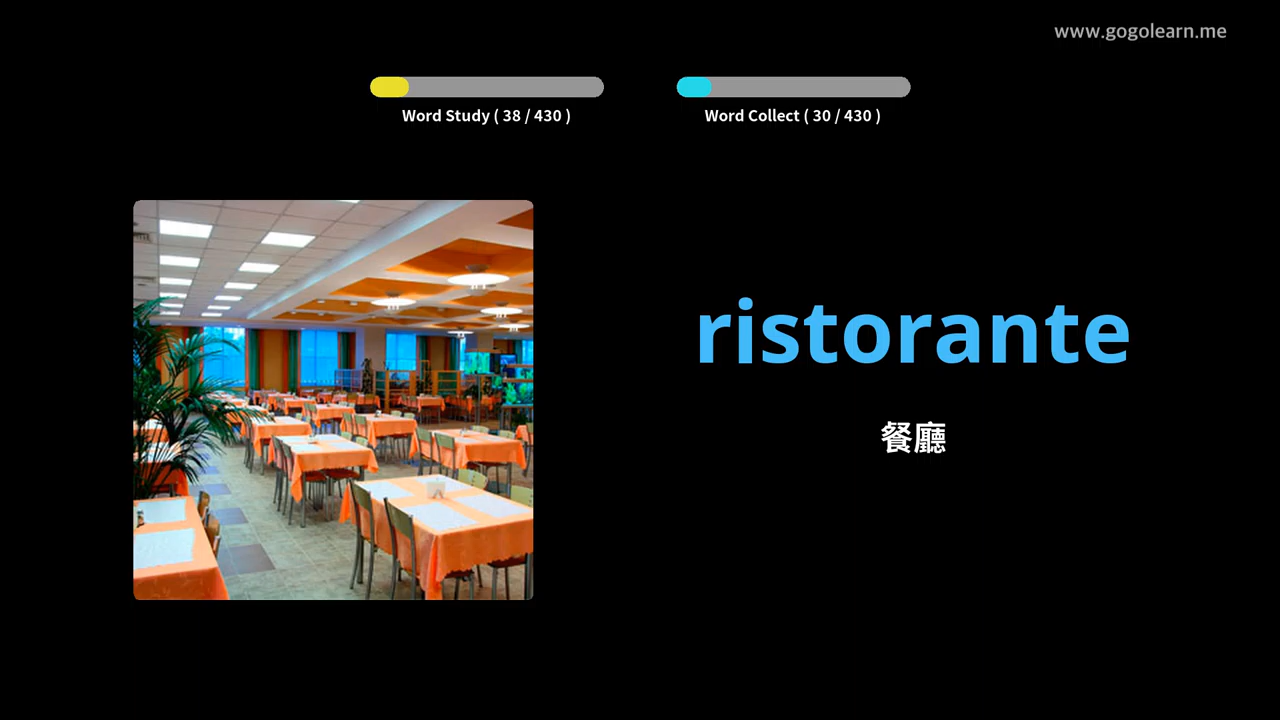 www.gogolearn.me
Word Study ( 38 / 430 )
Word Collect ( 30 / 430 )
ristorante
餐廳